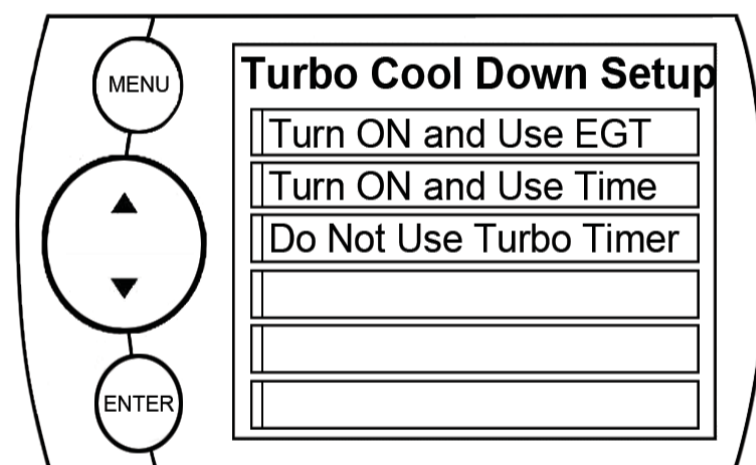 MENU
Turbo Cool Down Setup
Turn ON and Use EGT
Turn ON and Use Time
Do Not Use Turbo Timer
ENTER